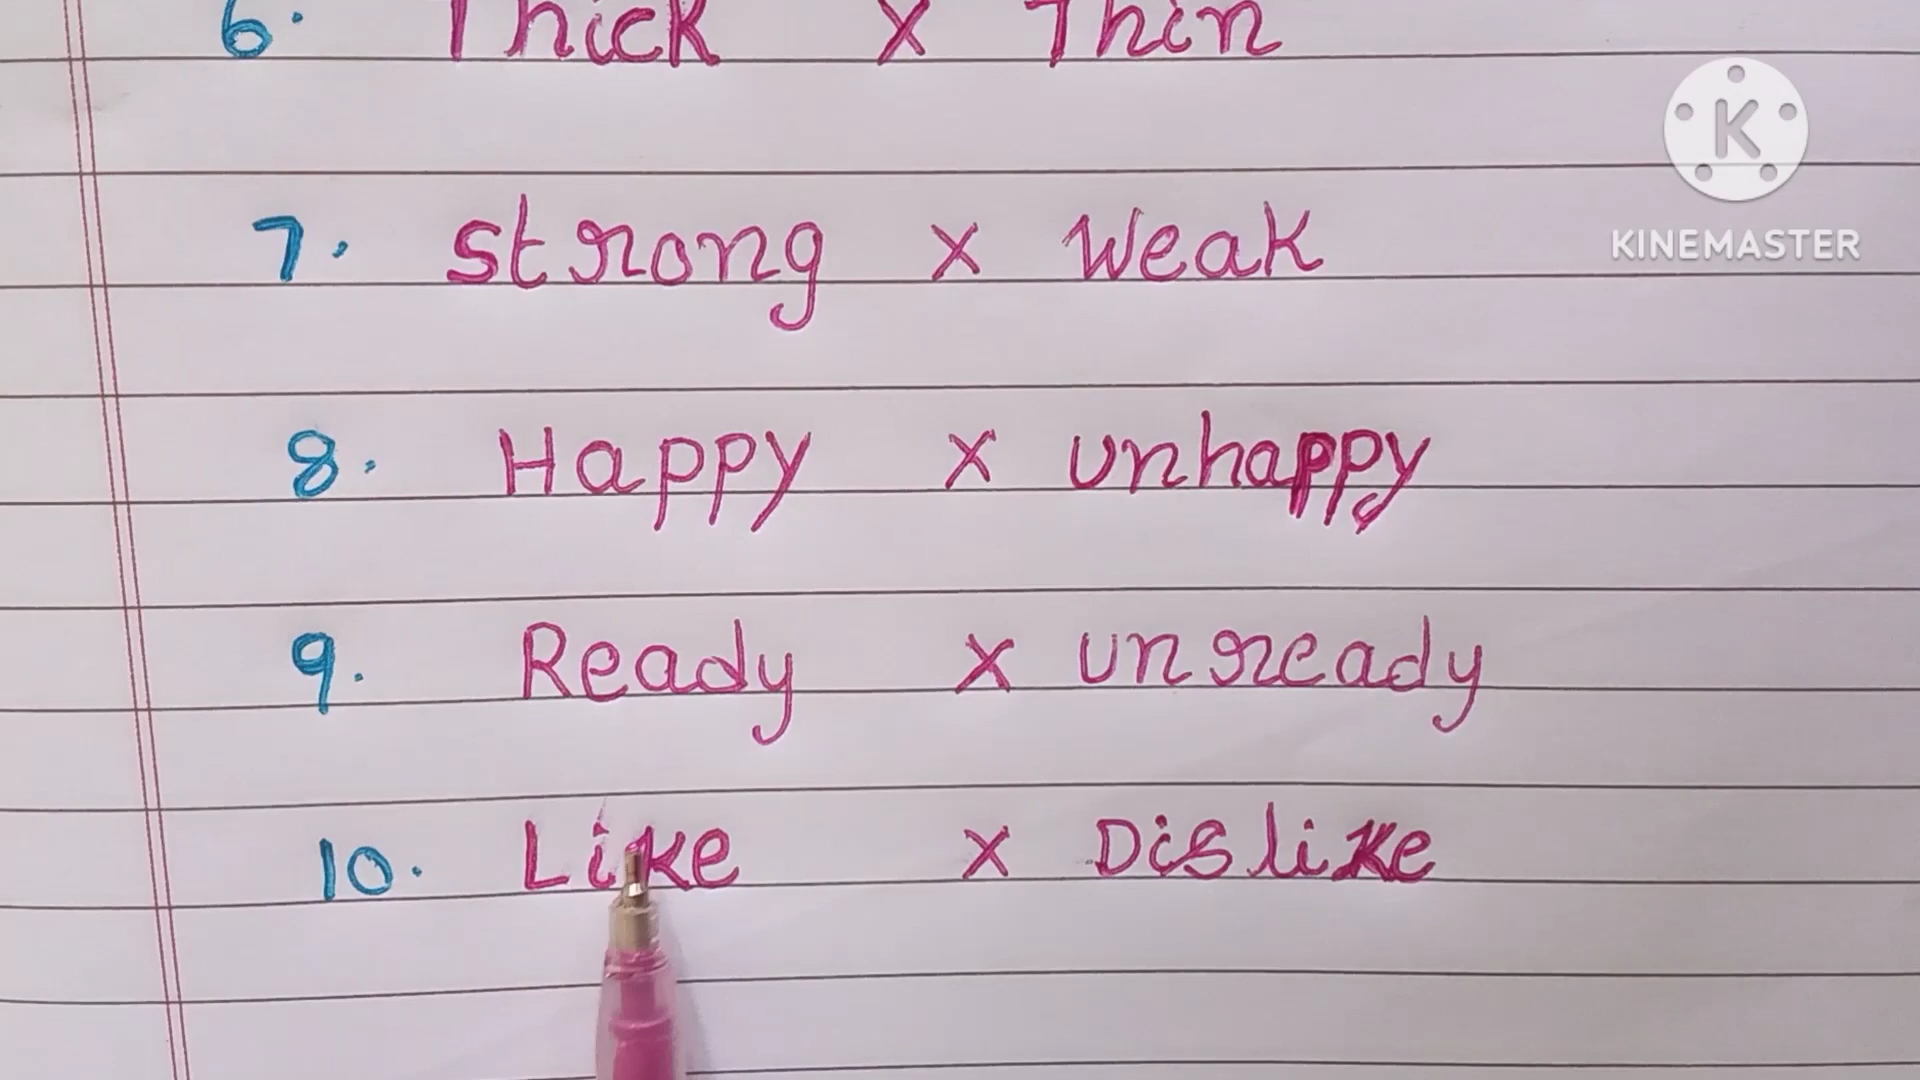 6. Thick X Thin
K
KINEMASTER
7. strong X Weak
8. Happy X unhappy
9. Ready X unready
10. Like X Dislike